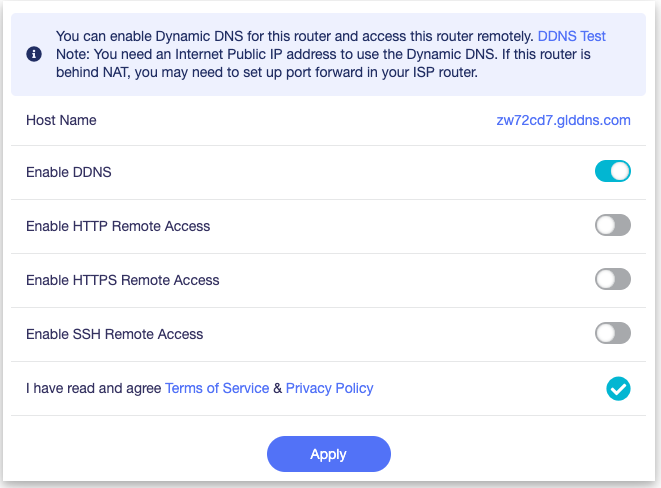 You can enable Dynamic DNS for this router and access this router remotely. DDNS Test
Note: You need an Internet Public IP address to use the Dynamic DNS. If this router is
behind NAT, you may need to set up port forward in your ISP router.
Host Name zw72cd7.glddns.com
Enable DDNS
Enable HTTP Remote Access
Enable HTTPS Remote Access
Enable SSH Remote Access
I have read and agree Terms of Service & Privacy Policy
Apply